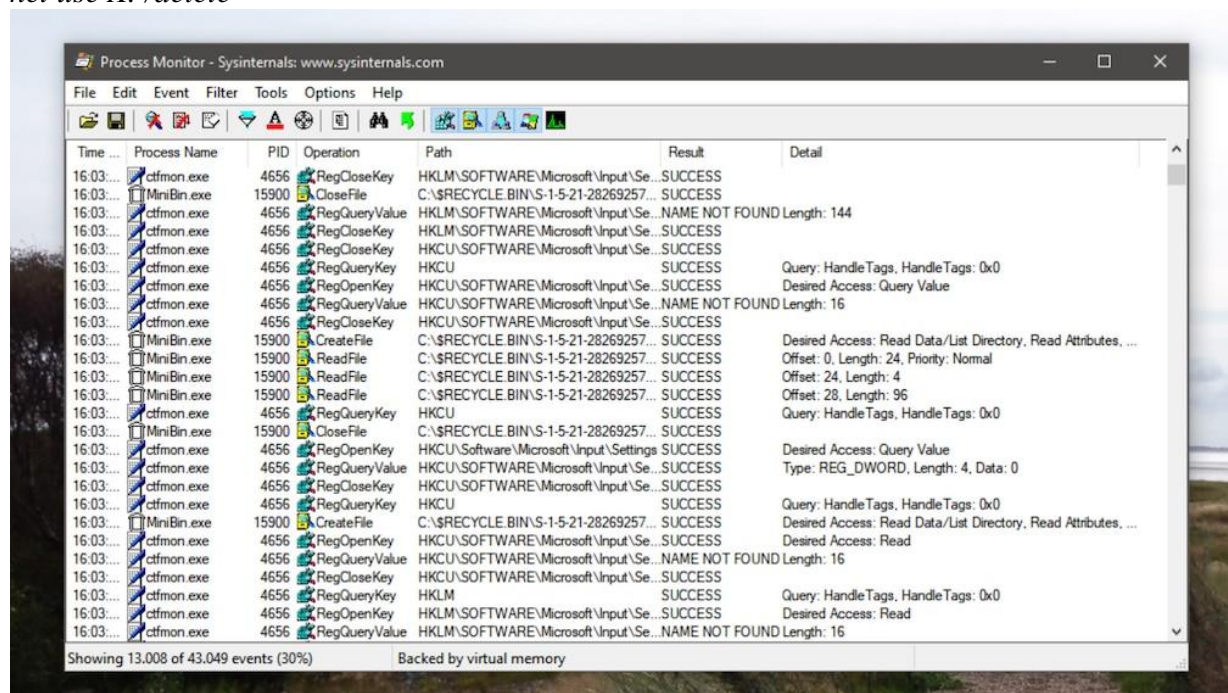 net use X: /delete
Process Monitor - Sysinternals: www.sysinternals.com
File Edit Event Filter Tools Options Help
Time ... Process Name PID Operation Path Result Detail
16:03:... ctfmon.exe 4656 RegCloseKey HKLM\SOFTWARE\Microsoft\Input\Se... SUCCESS
16:03:... MiniBin.exe 15900 CloseFile C:\$RECYCLE.BIN\S-1-5-21-28269257... SUCCESS
16:03:... ctfmon.exe 4656 RegQueryValue HKLM\SOFTWARE\Microsoft\Input\Se... NAME NOT FOUND Length: 144
16:03:... ctfmon.exe 4656 RegCloseKey HKLM\SOFTWARE\Microsoft\Input\Se... SUCCESS
16:03:... ctfmon.exe 4656 RegCloseKey HKCU\SOFTWARE\Microsoft\Input\Se... SUCCESS
16:03:... ctfmon.exe 4656 RegQueryKey HKCU SUCCESS Query: HandleTags, HandleTags: 0x0
16:03:... ctfmon.exe 4656 RegOpenKey HKCU\SOFTWARE\Microsoft\Input\Se... SUCCESS Desired Access: Query Value
16:03:... ctfmon.exe 4656 RegQueryValue HKCU\SOFTWARE\Microsoft\Input\Se... NAME NOT FOUND Length: 16
16:03:... ctfmon.exe 4656 RegCloseKey HKCU\SOFTWARE\Microsoft\Input\Se... SUCCESS
16:03:... MiniBin.exe 15900 CreateFile C:\$RECYCLE.BIN\S-1-5-21-28269257... SUCCESS Desired Access: Read Data/List Directory, Read Attributes, ...
16:03:... MiniBin.exe 15900 ReadFile C:\$RECYCLE.BIN\S-1-5-21-28269257... SUCCESS Offset: 0, Length: 24, Priority: Normal
16:03:... MiniBin.exe 15900 ReadFile C:\$RECYCLE.BIN\S-1-5-21-28269257... SUCCESS Offset: 24, Length: 4
16:03:... MiniBin.exe 15900 ReadFile C:\$RECYCLE.BIN\S-1-5-21-28269257... SUCCESS Offset: 28, Length: 96
16:03:... ctfmon.exe 4656 RegQueryKey HKCU SUCCESS Query: HandleTags, HandleTags: 0x0
16:03:... MiniBin.exe 15900 CloseFile C:\$RECYCLE.BIN\S-1-5-21-28269257... SUCCESS
16:03:... ctfmon.exe 4656 RegOpenKey HKCU\Software\Microsoft\Input\Settings SUCCESS Desired Access: Query Value
16:03:... ctfmon.exe 4656 RegQueryValue HKCU\SOFTWARE\Microsoft\Input\Se... SUCCESS Type: REG_DWORD, Length: 4, Data: 0
16:03:... ctfmon.exe 4656 RegCloseKey HKCU\SOFTWARE\Microsoft\Input\Se... SUCCESS
16:03:... ctfmon.exe 4656 RegQueryKey HKCU SUCCESS Query: HandleTags, HandleTags: 0x0
16:03:... MiniBin.exe 15900 CreateFile C:\$RECYCLE.BIN\S-1-5-21-28269257... SUCCESS Desired Access: Read Data/List Directory, Read Attributes, ...
16:03:... ctfmon.exe 4656 RegOpenKey HKCU\SOFTWARE\Microsoft\Input\Se... SUCCESS Desired Access: Read
16:03:... ctfmon.exe 4656 RegQueryValue HKCU\SOFTWARE\Microsoft\Input\Se... NAME NOT FOUND Length: 16
16:03:... ctfmon.exe 4656 RegCloseKey HKCU\SOFTWARE\Microsoft\Input\Se... SUCCESS
16:03:... ctfmon.exe 4656 RegQueryKey HKLM SUCCESS Query: HandleTags, HandleTags: 0x0
16:03:... ctfmon.exe 4656 RegOpenKey HKLM\SOFTWARE\Microsoft\Input\Se... SUCCESS Desired Access: Read
16:03:... ctfmon.exe 4656 RegQueryValue HKLM\SOFTWARE\Microsoft\Input\Se... NAME NOT FOUND Length: 16
Showing 13.008 of 43.049 events (30%) Backed by virtual memory